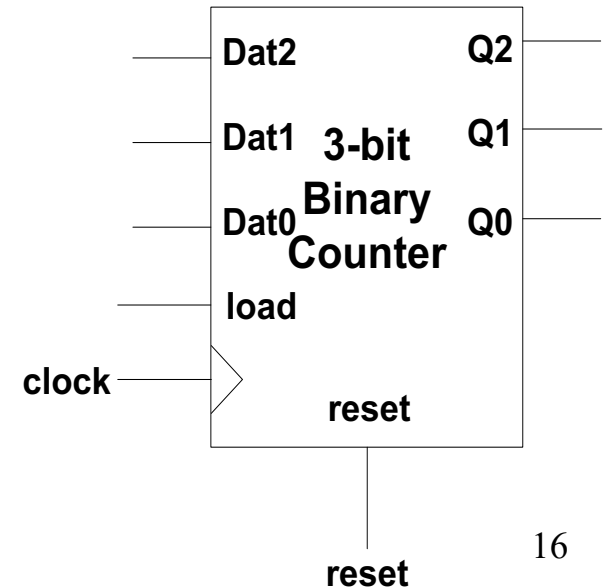 Dat2 Q2
Dat1 3-bit Q1
Binary
Dat0 Q0
Counter
load
clock
reset
reset
16